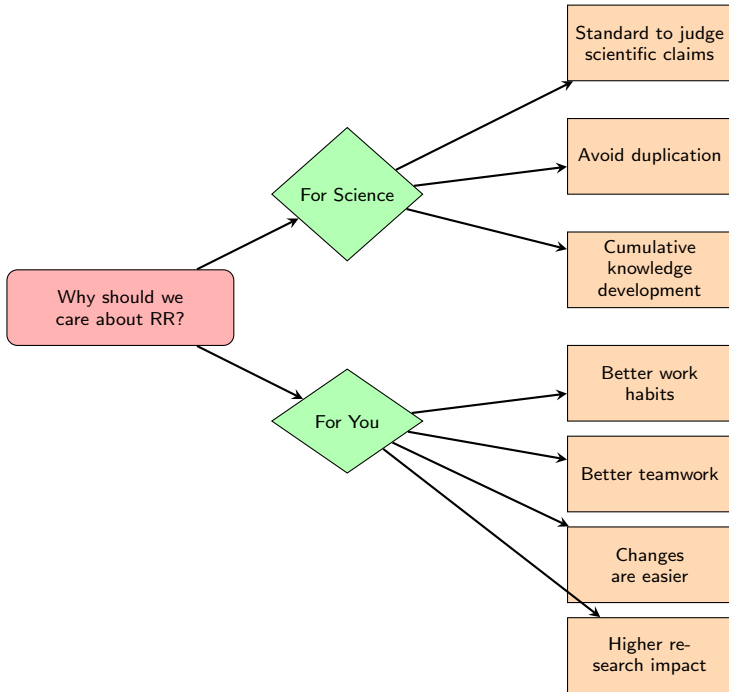 Why should we
care about RR?
For Science
Standard to judge
scientific claims
Avoid duplication
Cumulative
knowledge
development
For You
Better work
habits
Better teamwork
Changes
are easier
Higher re-
search impact